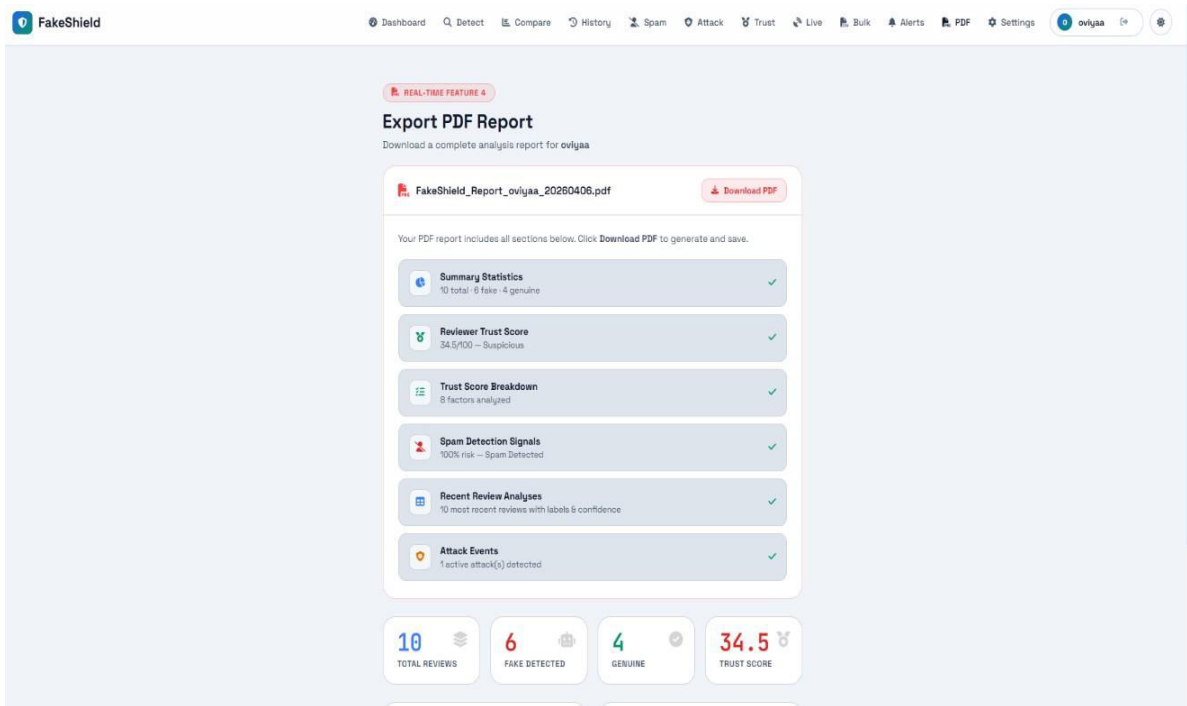 FakeShield
Dashboard Detect Compare History Spam Attack Trust Live Bulk Alerts PDF Settings o oviyaa
REAL-TIME FEATURE 4
Export PDF Report
Download a complete analysis report for oviyaa
FakeShield_Report_oviyaa_20260406.pdf Download PDF
Your PDF report includes all sections below. Click Download PDF to generate and save.
Summary Statistics
10 total · 6 fake · 4 genuine
Reviewer Trust Score
34.5/100 — Suspicious
Trust Score Breakdown
8 factors analyzed
Spam Detection Signals
100% risk — Spam Detected
Recent Review Analyses
10 most recent reviews with labels & confidence
Attack Events
1 active attack(s) detected
10 6 4 34.5
TOTAL REVIEWS FAKE DETECTED GENUINE TRUST SCORE